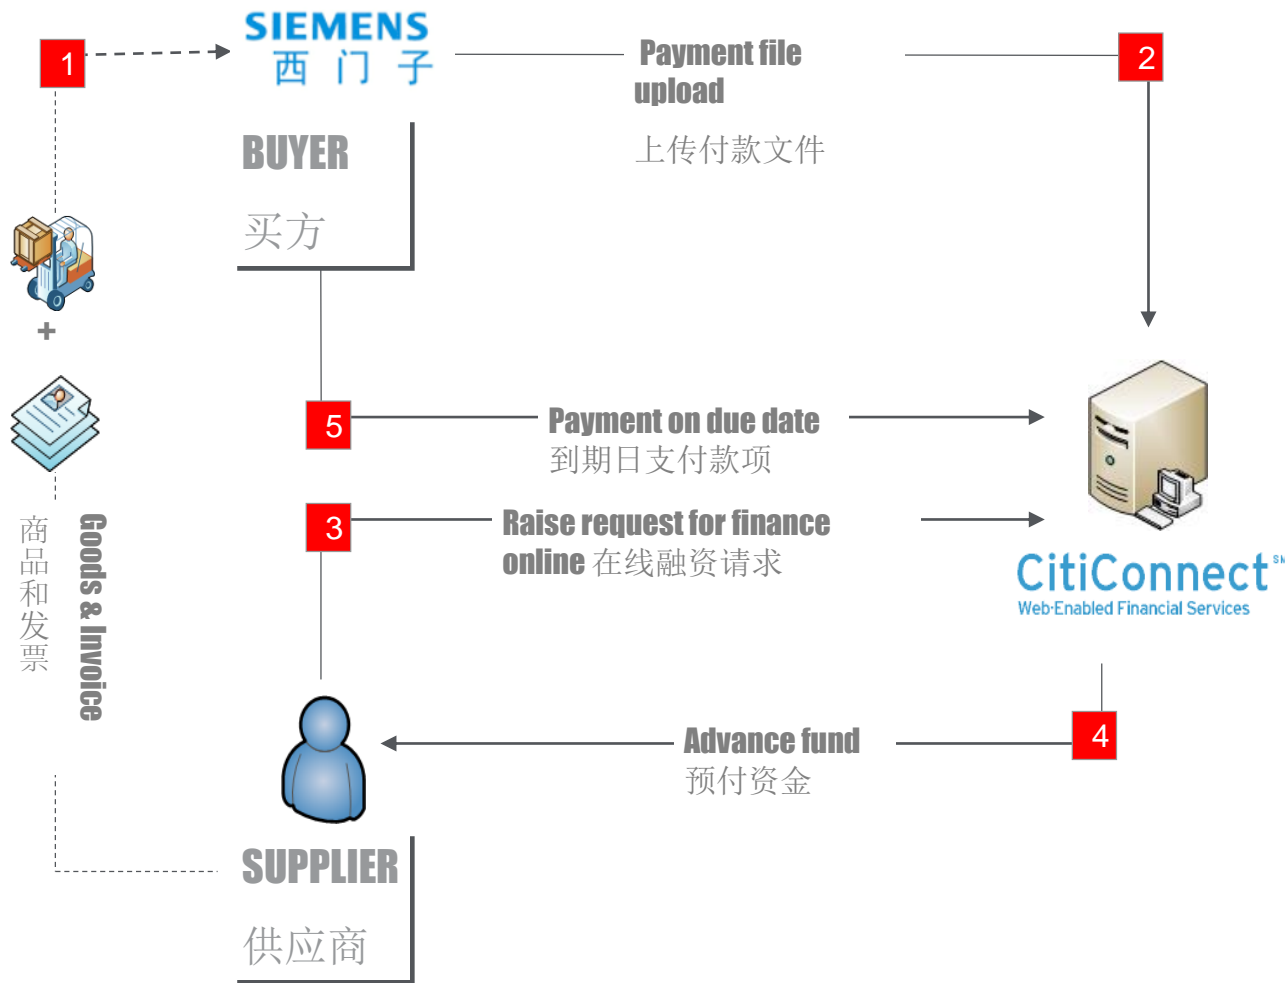 1
SIEMENS
西门子
Payment file
upload
上传付款文件
2
BUYER
买方
+
5
Payment on due date
到期日支付款项
3
Raise request for finance
online 在线融资请求
Goods & Invoice
商品和发票
CitiConnect SM
Web-Enabled Financial Services
4
Advance fund
预付资金
SUPPLIER
供应商